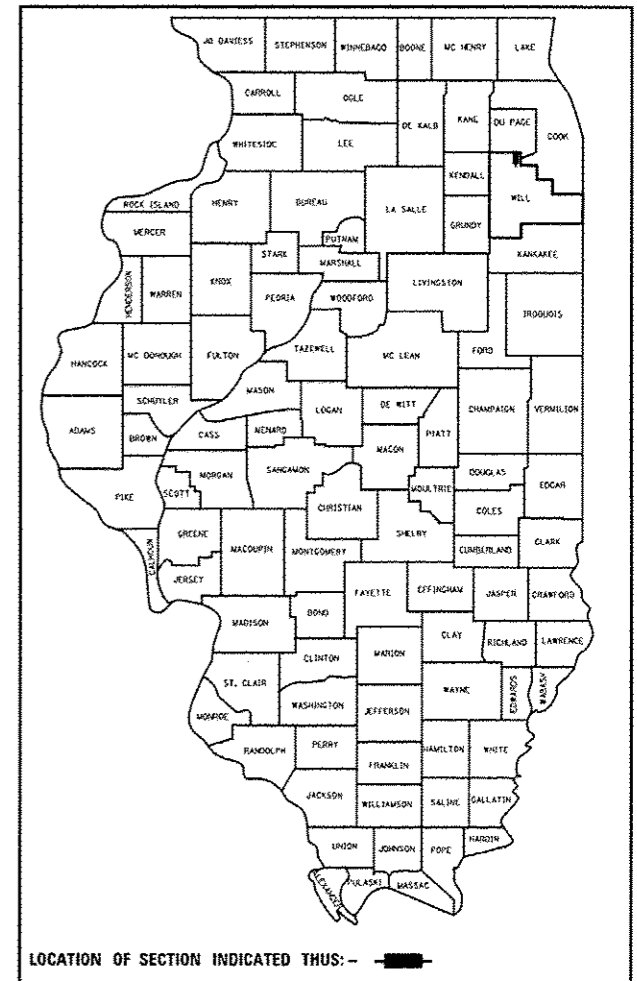 JO DAVIESS STEPHENSON WINNEBAGO BOONE MC HENRY LAKE
CARROLL OGLE DE KALB KANE DU PAGE COOK
WHITESIDE LEE KENDALL WILL
ROCK ISLAND HENRY BUREAU LA SALLE GRUNDY
MERCER PUTNAM KANKAKEE
HENDERSON WARREN KNOX STARK MARSHALL LIVINGSTON
PEORIA WOODFORD IROQUOIS
HANCOCK MC DONOUGH FULTON TAZEWELL MC LEAN FORD
SCHUYLER MASON LOGAN DE WITT CHAMPAIGN VERMILION
ADAMS BROWN CASS MENARD MACON PIATT
PIKE SCOTT MORGAN SANGAMON CHRISTIAN MOULTRIE DOUGLAS EDGAR
CALHOUN GREENE MACOUPIN MONTGOMERY SHELBY COLES
JERSEY CUMBERLAND CLARK
MADISON BOND FAYETTE EFFINGHAM JASPER CRAWFORD
CLINTON MARION CLAY RICHLAND LAWRENCE
ST. CLAIR WASHINGTON WAYNE EDWARDS WABASH
MONROE JEFFERSON
RANDOLPH PERRY HAMILTON WHITE
FRANKLIN
JACKSON WILLIAMSON SALINE GALLATIN
UNION JOHNSON POPE HARDIN
ALEXANDER PULASKI MASSAC
LOCATION OF SECTION INDICATED THUS:-